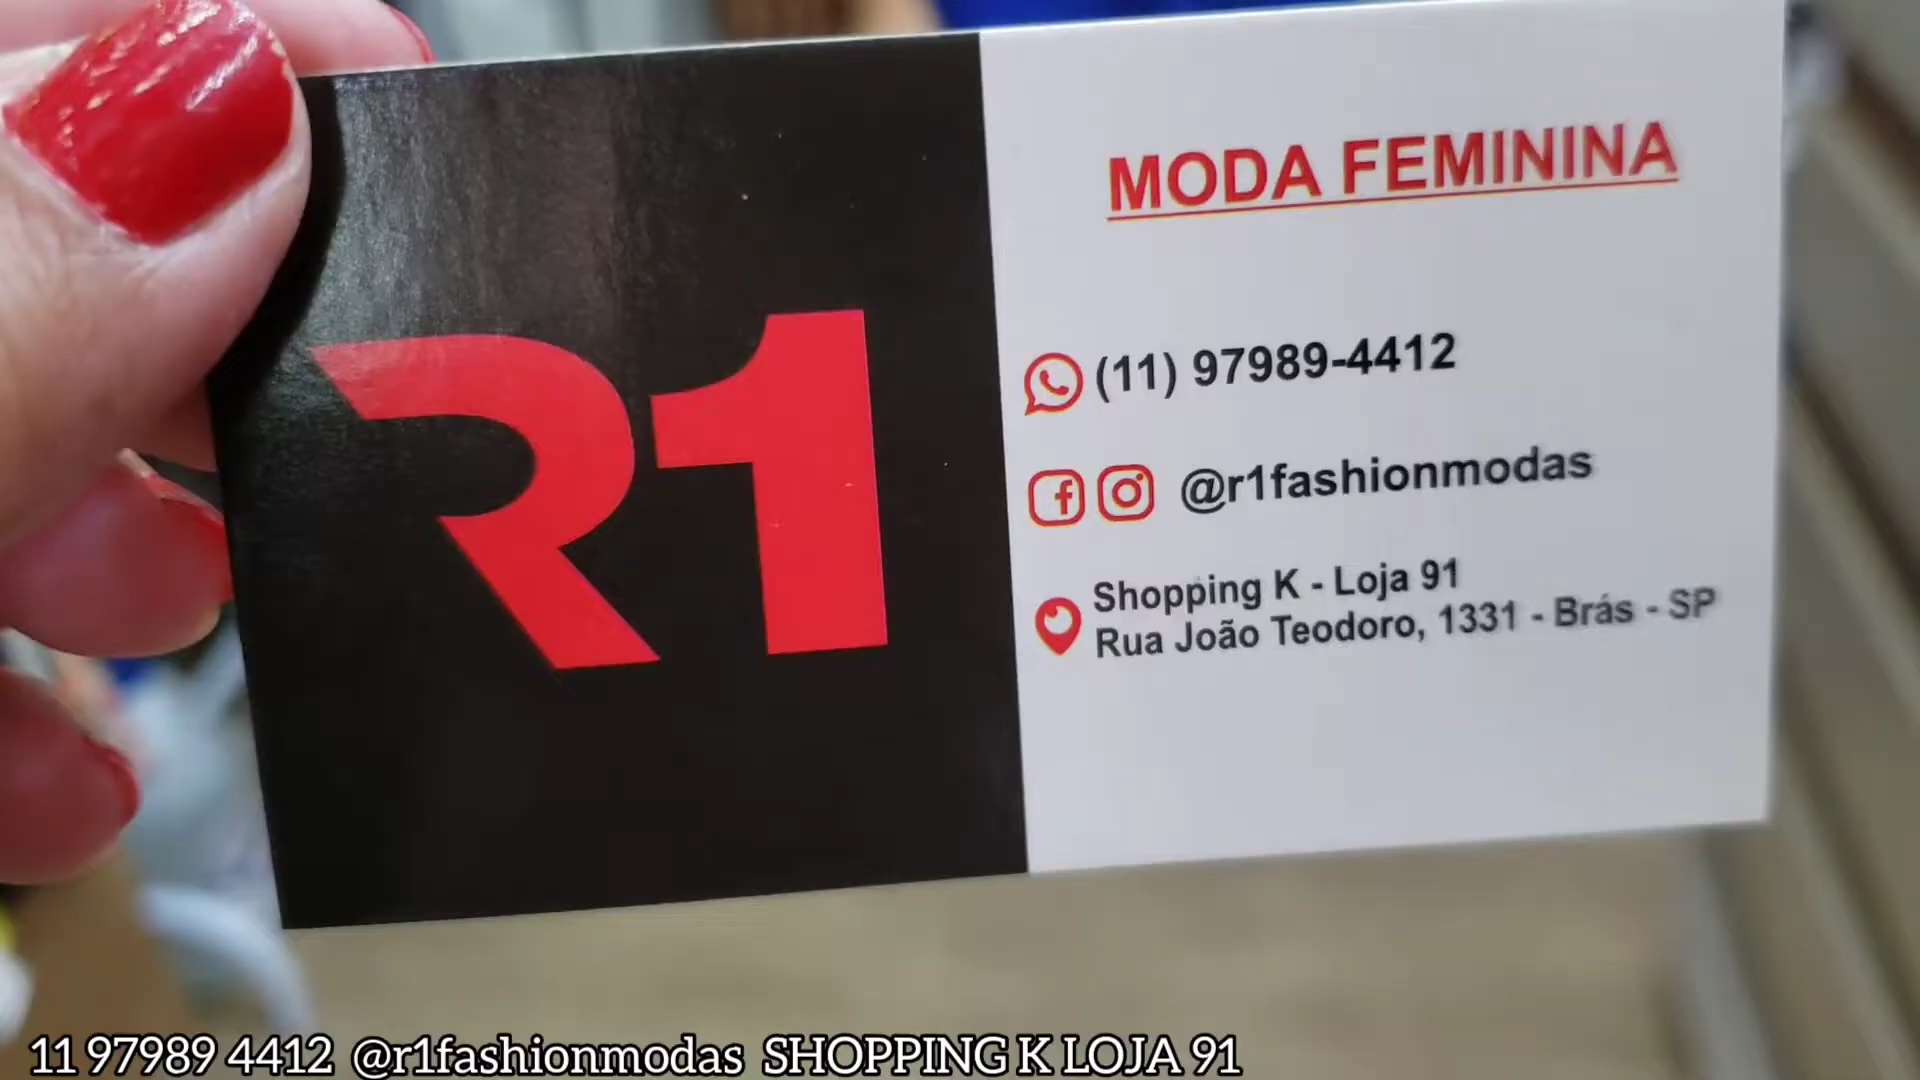 R1
MODA FEMININA
(11) 97989-4412
@r1fashionmodas
Shopping K - Loja 91
Rua João Teodoro, 1331 - Brás - SP
11 97989 4412 @r1fashionmodas SHOPPING K LOJA 91